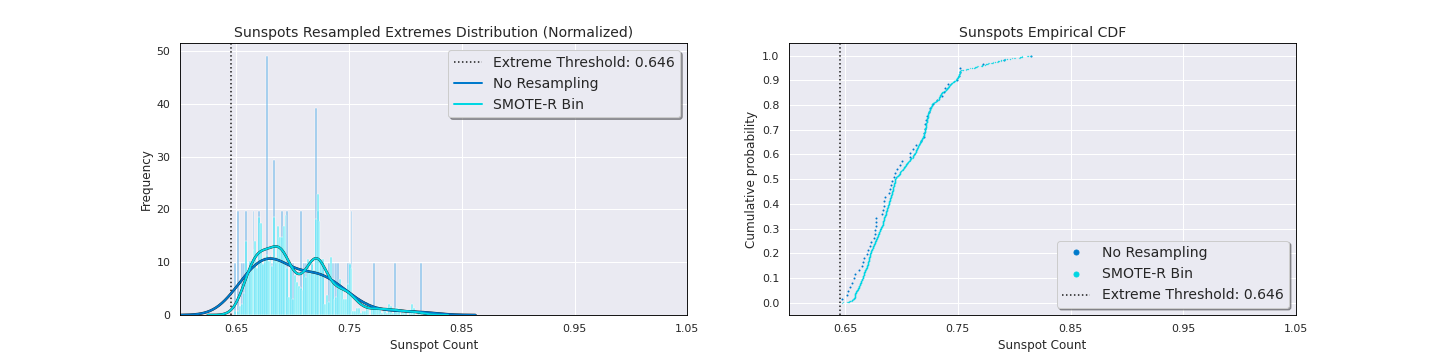 Sunspots Resampled Extremes Distribution (Normalized)
50
40
30
20
10
0
Frequency
0.65
0.75
0.85
0.95
1.05
Sunspot Count
Extreme Threshold: 0.646
No Resampling
SMOTE-R Bin
Sunspots Empirical CDF
1.0
0.9
0.8
0.7
0.6
0.5
0.4
0.3
0.2
0.1
0.0
Cumulative probability
0.65
0.75
0.85
0.95
1.05
Sunspot Count
No Resampling
SMOTE-R Bin
Extreme Threshold: 0.646